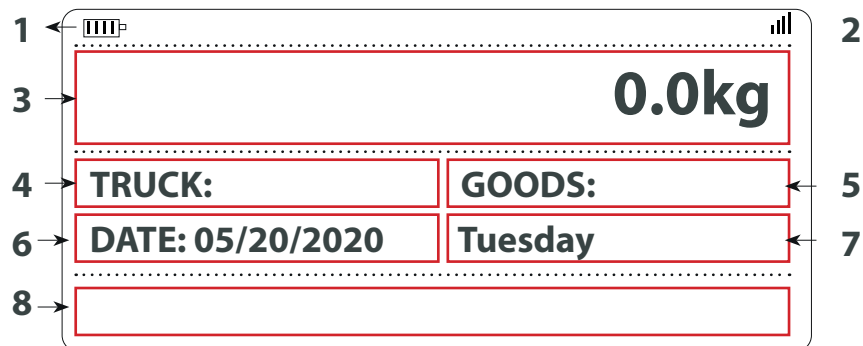 1 2
3 0.0kg
4 TRUCK: GOODS: 5
6 DATE: 05/20/2020 Tuesday 7
8